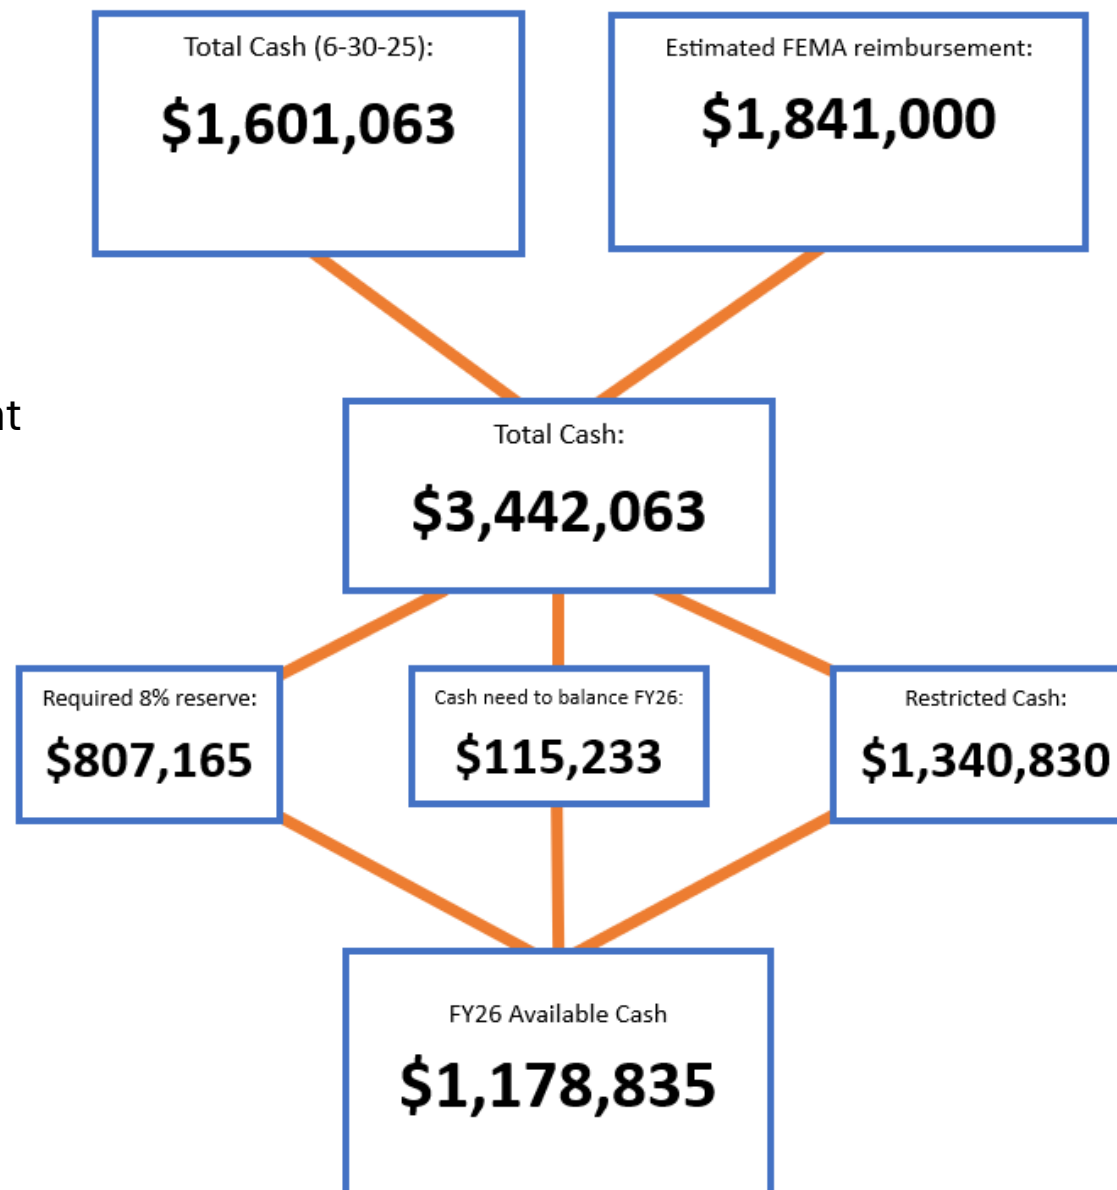 Total Cash (6-30-25):
$1,601,063
Estimated FEMA reimbursement:
$1,841,000
Total Cash:
$3,442,063
Required 8% reserve:
$807,165
Cash need to balance FY26:
$115,233
Restricted Cash:
$1,340,830
FY26 Available Cash
$1,178,835